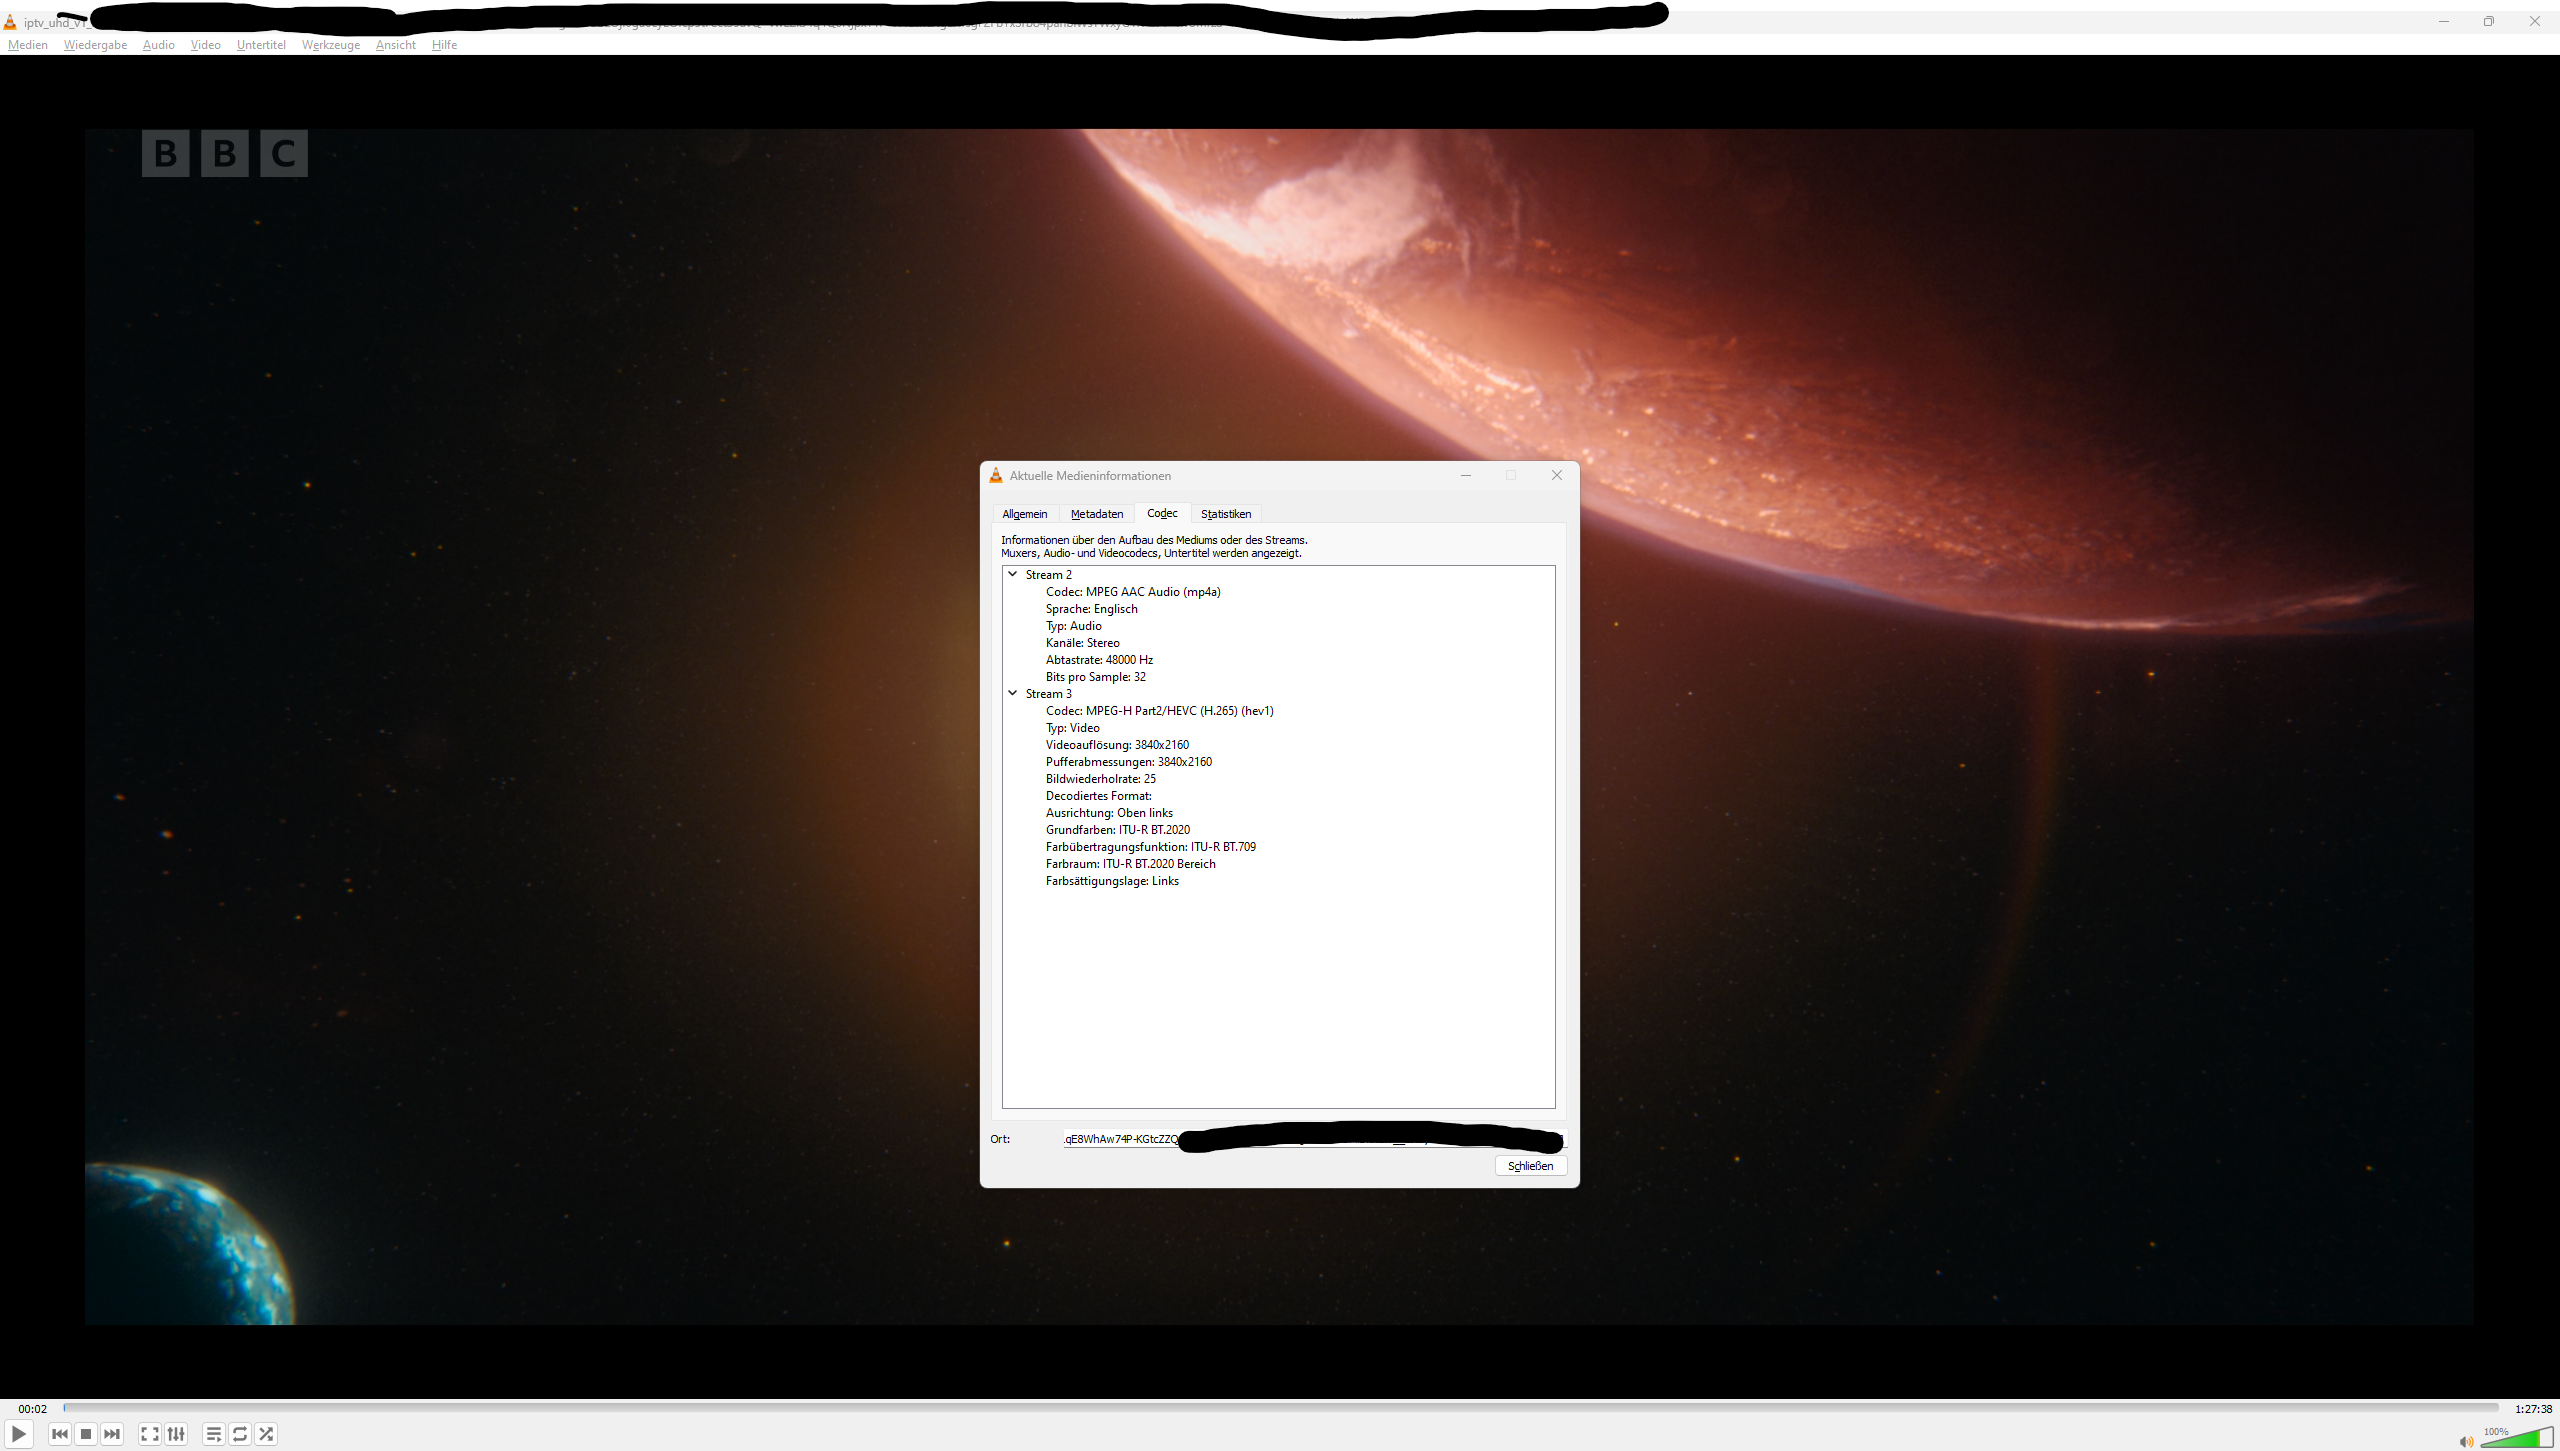 iptv_uhd_v1_
Medien Wiedergabe Audio Video Untertitel Werkzeuge Ansicht Hilfe
BBC
Aktuelle Medieninformationen
Allgemein Metadaten Codec Statistiken
Informationen über den Aufbau des Mediums oder des Streams.
Muxers, Audio- und Videocodecs, Untertitel werden angezeigt.
Stream 2
Codec: MPEG AAC Audio (mp4a)
Sprache: Englisch
Typ: Audio
Kanäle: Stereo
Abtastrate: 48000 Hz
Bits pro Sample: 32
Stream 3
Codec: MPEG-H Part2/HEVC (H.265) (hev1)
Typ: Video
Videoauflösung: 3840x2160
Pufferabmessungen: 3840x2160
Bildwiederholrate: 25
Decodiertes Format:
Ausrichtung: Oben links
Grundfarben: ITU-R BT.2020
Farbübertragungsfunktion: ITU-R BT.709
Farbraum: ITU-R BT.2020 Bereich
Farbsättigungslage: Links
Ort: .qE8WhAw74P-KGtcZZQ
Schließen
00:02 1:27:38
100%